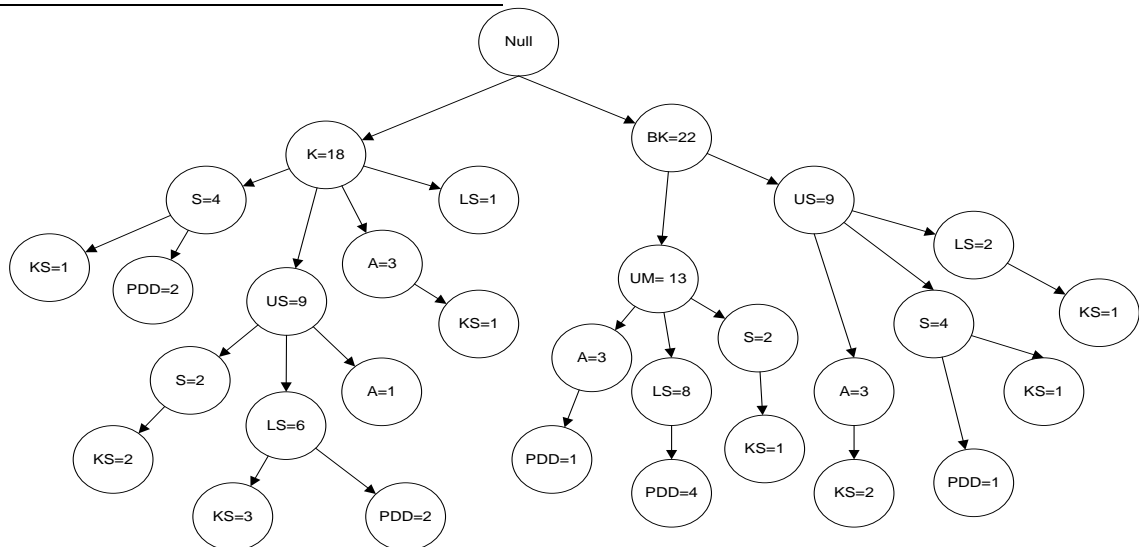 Null
K=18
BK=22
S=4
LS=1
US=9
KS=1
PDD=2
US=9
A=3
KS=1
UM= 13
LS=2
KS=1
S=2
LS=6
A=1
A=3
LS=8
S=2
A=3
S=4
KS=1
KS=2
KS=3
PDD=2
PDD=1
PDD=4
KS=1
KS=2
PDD=1